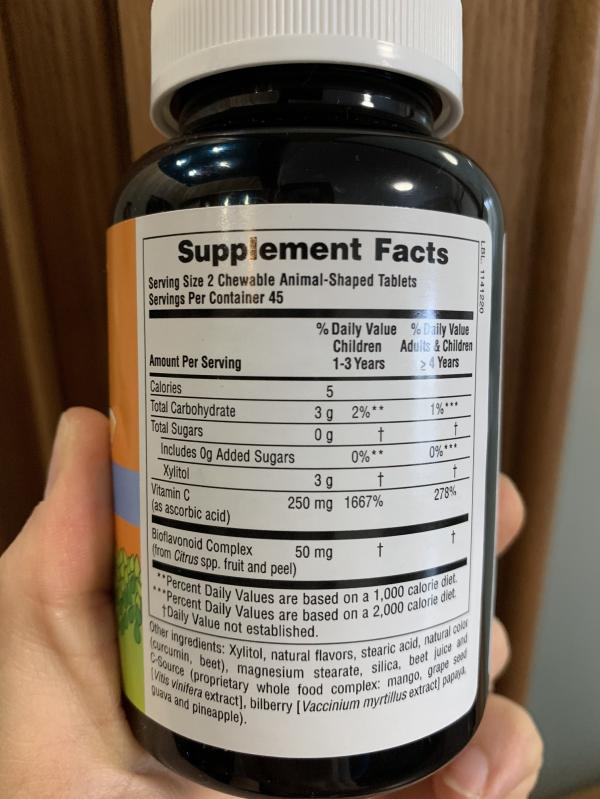 Supplement Facts
Serving Size 2 Chewable Animal-Shaped Tablets
Servings Per Container 45
% Daily Value % Daily Value
Children Adults & Children
Amount Per Serving 1-3 Years ≥ 4 Years
Calories 5
Total Carbohydrate 3 g 2%** 1%***
Total Sugars 0 g † †
Includes 0g Added Sugars 0%** 0%***
Xylitol 3 g † †
Vitamin C 250 mg 1667% 278%
(as ascorbic acid)
Bioflavonoid Complex 50 mg † †
(from Citrus spp. fruit and peel)
**Percent Daily Values are based on a 1,000 calorie diet.
***Percent Daily Values are based on a 2,000 calorie diet.
†Daily Value not established.
Other ingredients: Xylitol, natural flavors, stearic acid, natural color
(curcumin, beet), magnesium stearate, silica, beet juice and
C-Source (proprietary whole food complex: mango, grape seed
[Vitis vinifera extract], bilberry [Vaccinium myrtillus extract] papaya,
guava and pineapple).
LBL. 1141220